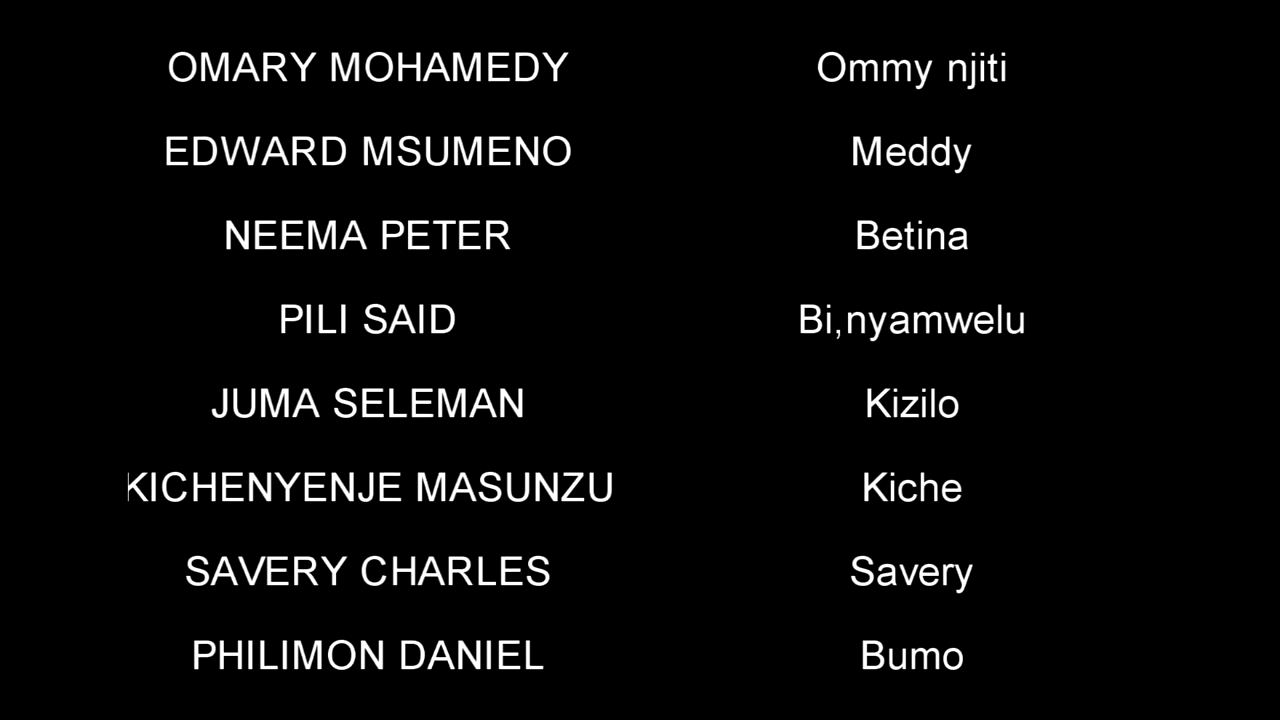 OMARY MOHAMEDY Ommy njiti
EDWARD MSUMENO Meddy
NEEMA PETER Betina
PILI SAID Bi,nyamwelu
JUMA SELEMAN Kizilo
KICHENYENJE MASUNZU Kiche
SAVERY CHARLES Savery
PHILIMON DANIEL Bumo